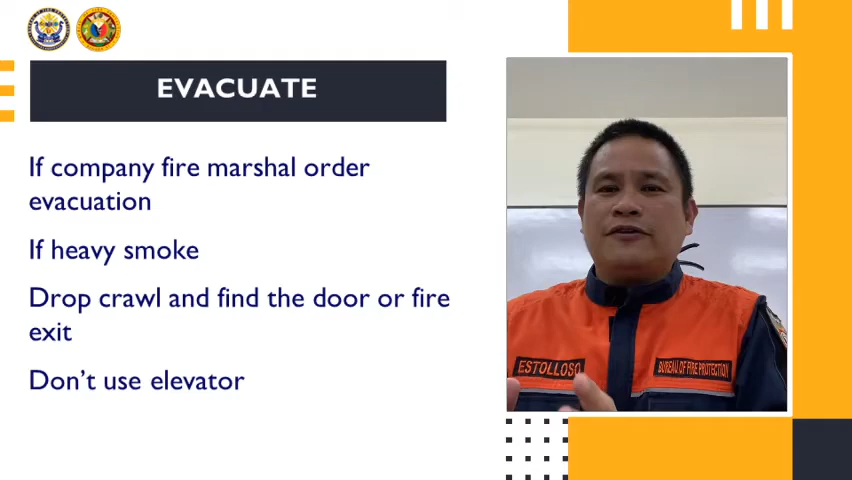 EVACUATE
If company fire marshal order
evacuation
If heavy smoke
Drop crawl and find the door or fire
exit
Don't use elevator
ESTOLLOSO
BUREAU OF FIRE PROTECTION